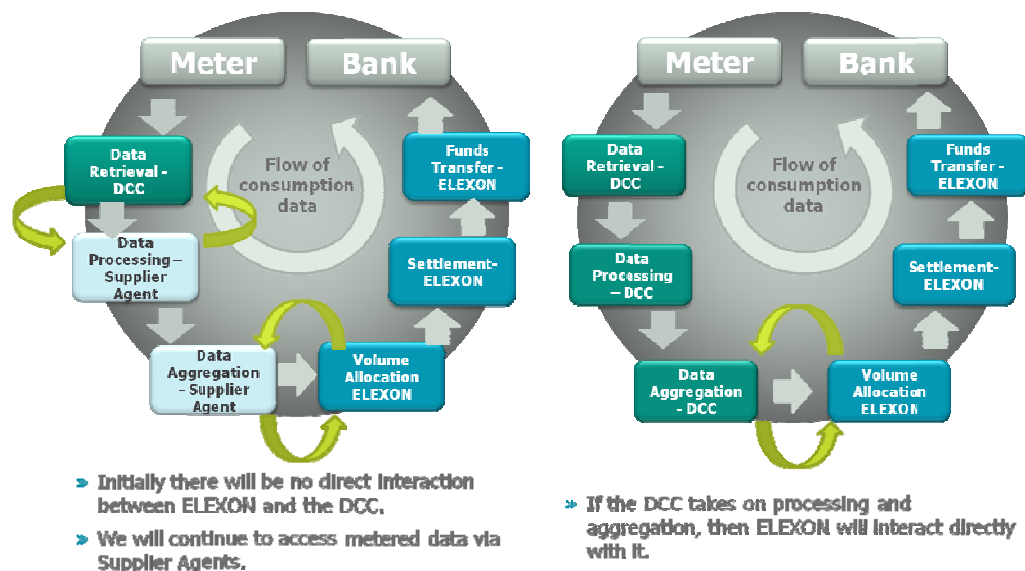 Meter
Bank
Data
Retrieval -
DCC
Data
Processing –
Supplier
Agent
Data
Aggregation
– Supplier
Agent
Volume
Allocation
ELEXON
Settlement-
ELEXON
Funds
Transfer -
ELEXON
Flow of
consumption
data
» Initially there will be no direct interaction
between ELEXON and the DCC.
» We will continue to access metered data via
Supplier Agents.
Meter
Bank
Data
Retrieval -
DCC
Data
Processing
– DCC
Data
Aggregation
- DCC
Volume
Allocation
ELEXON
Settlement-
ELEXON
Funds
Transfer -
ELEXON
Flow of
consumption
data
» If the DCC takes on processing and
aggregation, then ELEXON will interact directly
with it.